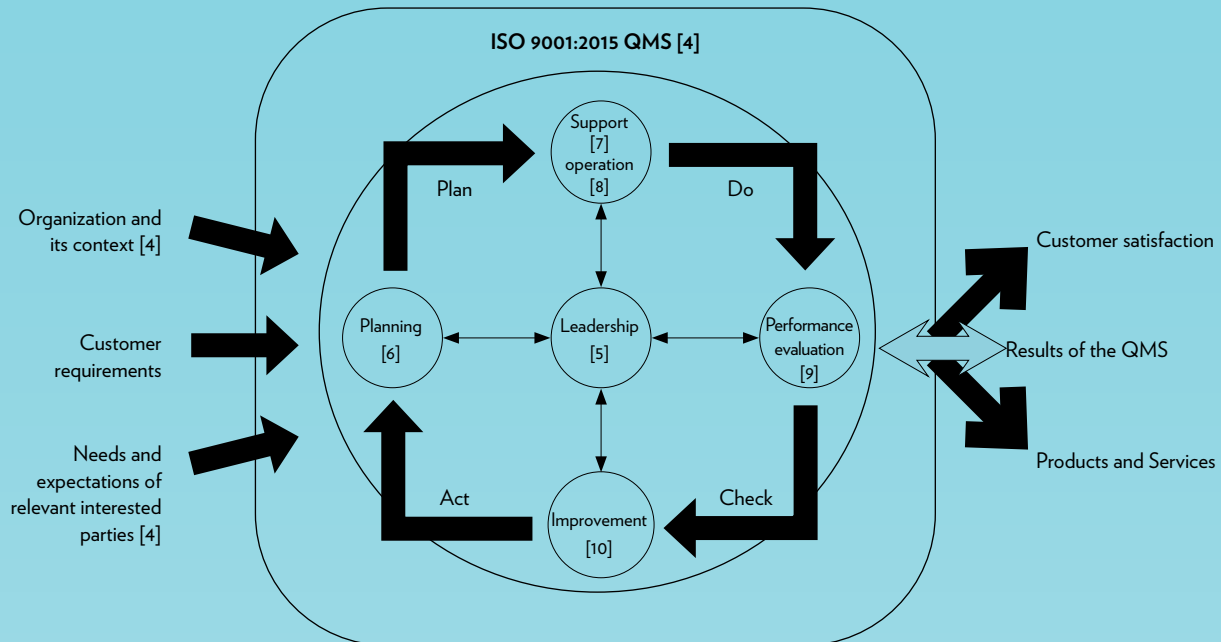 ISO 9001:2015 QMS [4]
Support
[7]
operation
[8]
Plan
Do
Organization and
its context [4]
Customer satisfaction
Planning
[6]
Leadership
[5]
Performance
evaluation
[9]
Customer
requirements
Results of the QMS
Needs and
expectations of
relevant interested
parties [4]
Products and Services
Act
Check
Improvement
[10]